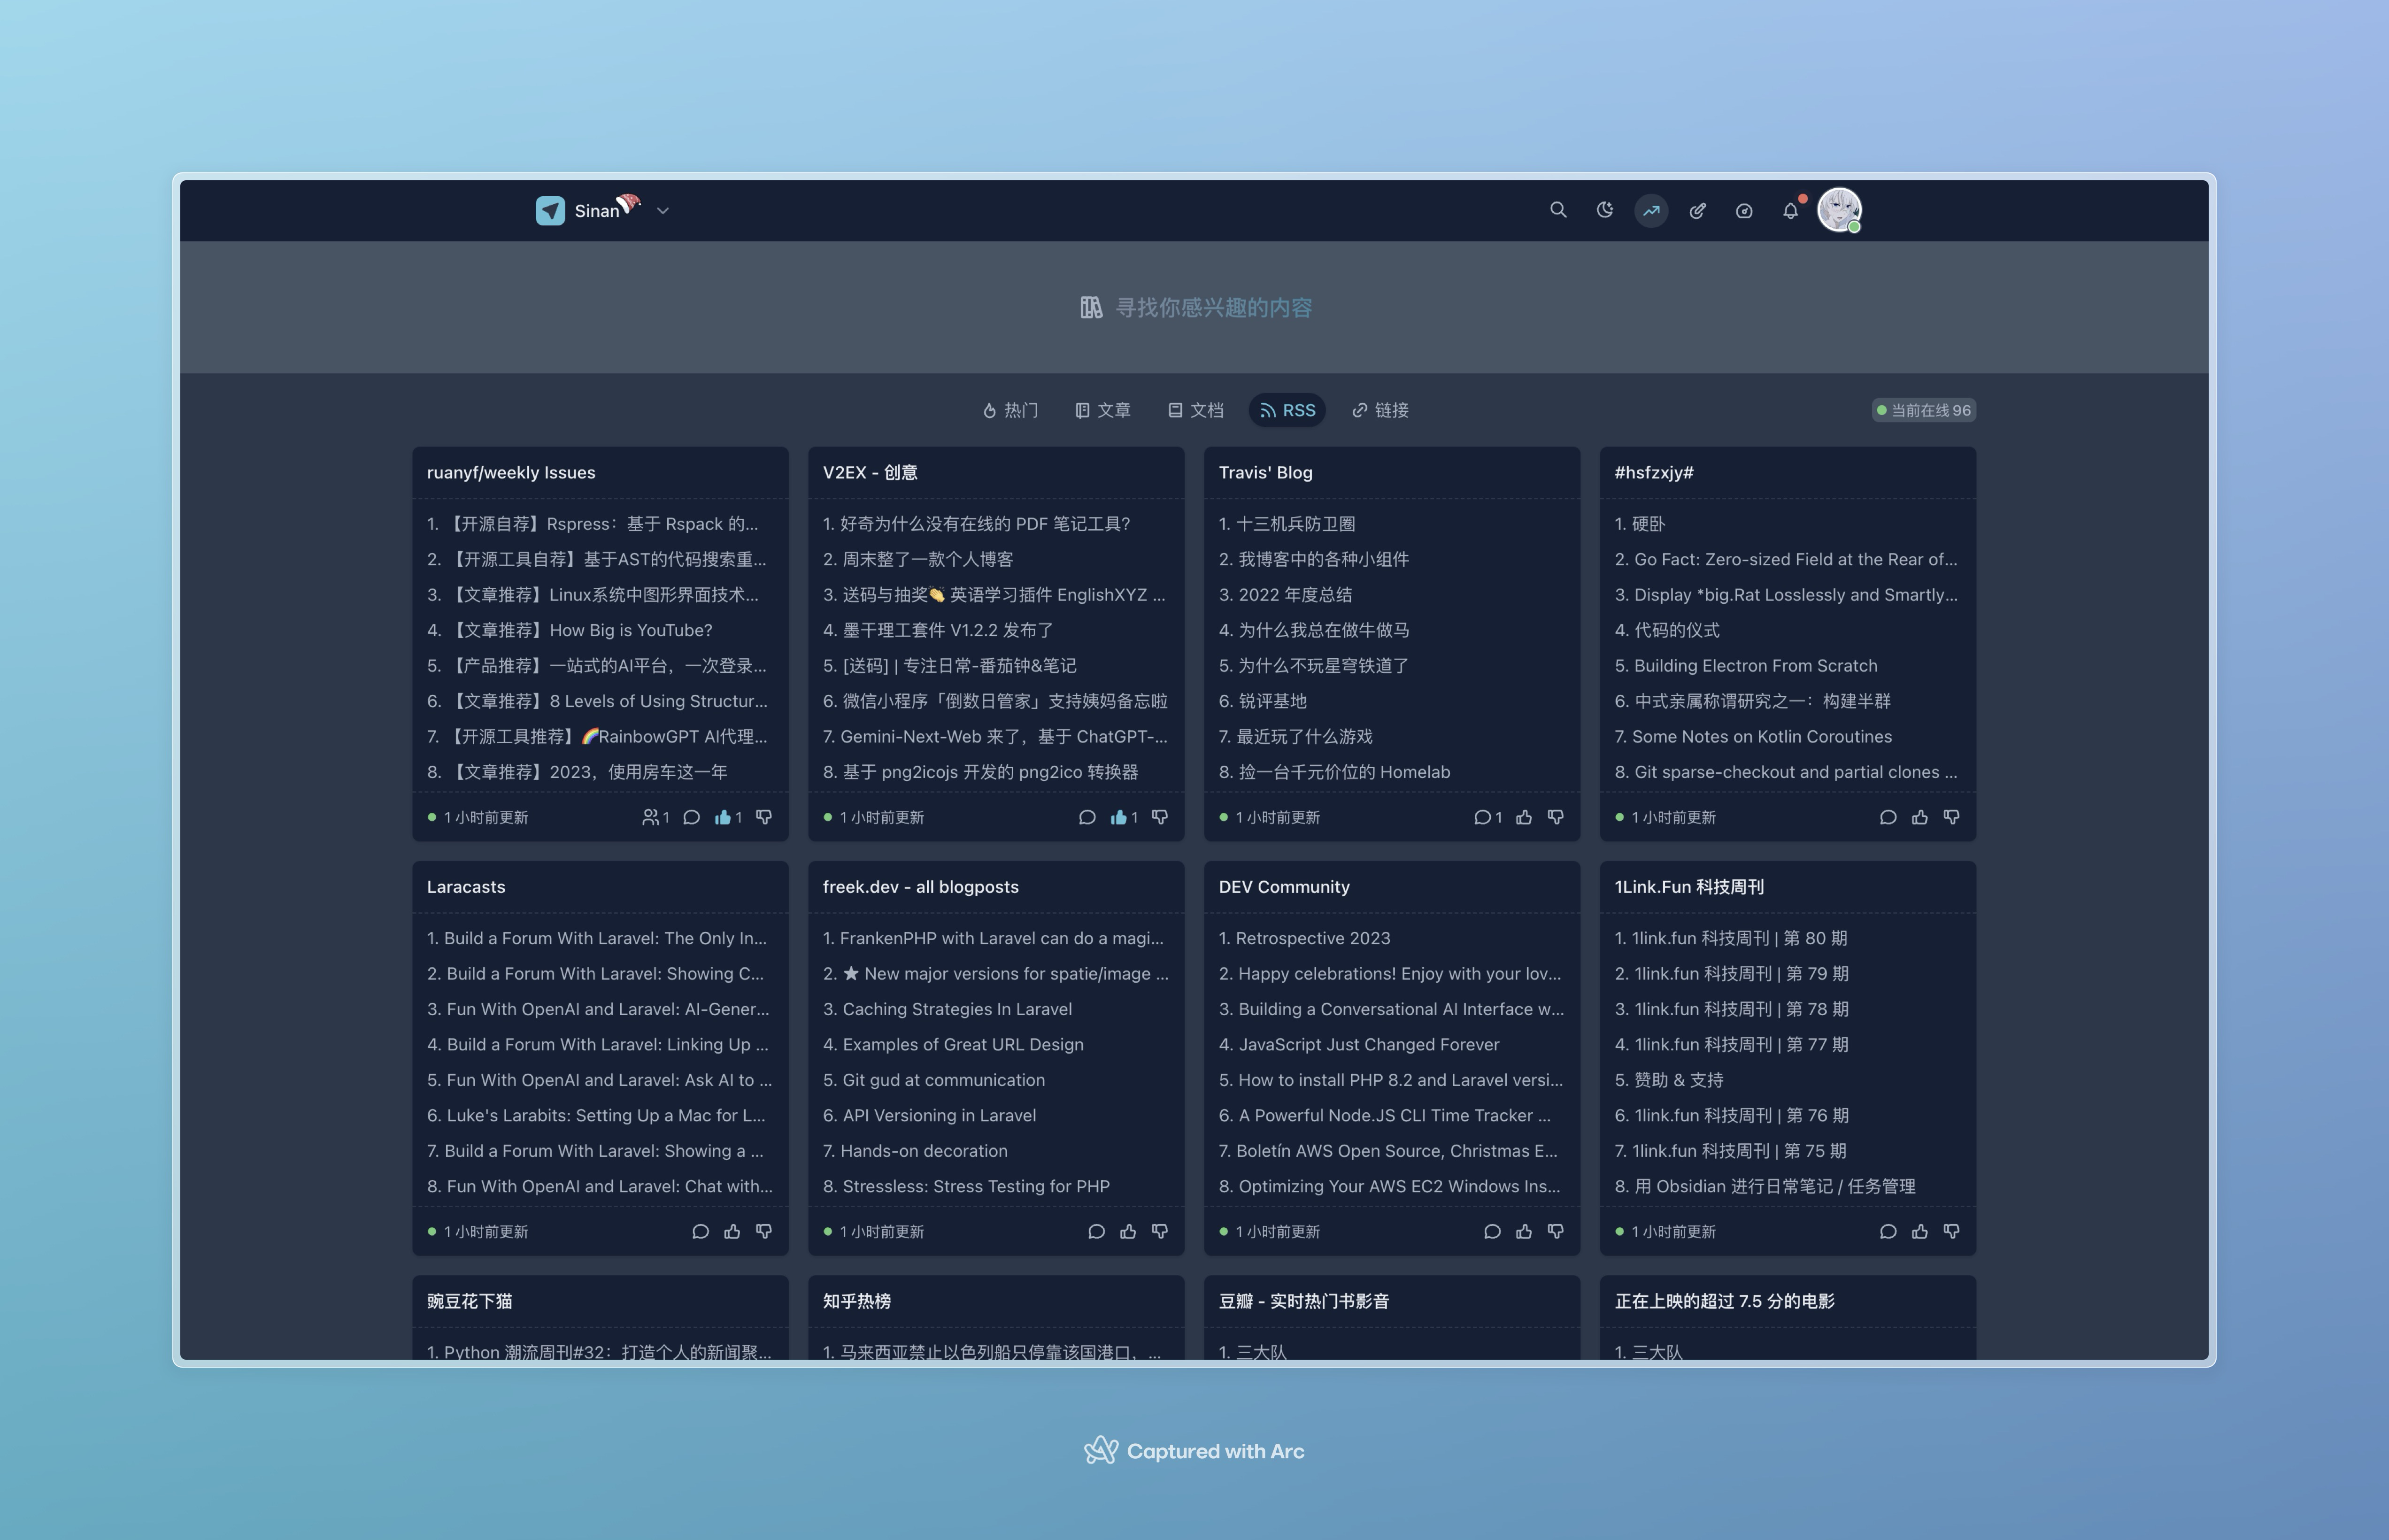 Sinan
寻找你感兴趣的内容
热门
文章
文档
RSS
链接
当前在线 96
ruanyf/weekly Issues
1. 【开源自荐】Rspress：基于 Rspack 的...
2. 【开源工具自荐】基于AST的代码搜索重...
3. 【文章推荐】Linux系统中图形界面技术...
4. 【文章推荐】How Big is YouTube?
5. 【产品推荐】一站式的AI平台，一次登录...
6. 【文章推荐】8 Levels of Using Structur...
7. 【开源工具推荐】🌈RainbowGPT AI代理...
8. 【文章推荐】2023，使用房车这一年
1 小时前更新
1
1
V2EX - 创意
1. 好奇为什么没有在线的 PDF 笔记工具?
2. 周末整了一款个人博客
3. 送码与抽奖👏 英语学习插件 EnglishXYZ ...
4. 墨干理工套件 V1.2.2 发布了
5. [送码] | 专注日常-番茄钟&笔记
6. 微信小程序「倒数日管家」支持姨妈备忘啦
7. Gemini-Next-Web 来了，基于 ChatGPT-...
8. 基于 png2icojs 开发的 png2ico 转换器
1 小时前更新
1
Travis' Blog
1. 十三机兵防卫圈
2. 我博客中的各种小组件
3. 2022 年度总结
4. 为什么我总在做牛做马
5. 为什么不玩星穹铁道了
6. 锐评基地
7. 最近玩了什么游戏
8. 捡一台千元价位的 Homelab
1 小时前更新
1
#hsfzxjy#
1. 硬卧
2. Go Fact: Zero-sized Field at the Rear of...
3. Display *big.Rat Losslessly and Smartly...
4. 代码的仪式
5. Building Electron From Scratch
6. 中式亲属称谓研究之一：构建半群
7. Some Notes on Kotlin Coroutines
8. Git sparse-checkout and partial clones ...
1 小时前更新
Laracasts
1. Build a Forum With Laravel: The Only In...
2. Build a Forum With Laravel: Showing C...
3. Fun With OpenAI and Laravel: AI-Gener...
4. Build a Forum With Laravel: Linking Up ...
5. Fun With OpenAI and Laravel: Ask AI to ...
6. Luke's Larabits: Setting Up a Mac for L...
7. Build a Forum With Laravel: Showing a ...
8. Fun With OpenAI and Laravel: Chat with...
1 小时前更新
freek.dev - all blogposts
1. FrankenPHP with Laravel can do a magi...
2. ★ New major versions for spatie/image ...
3. Caching Strategies In Laravel
4. Examples of Great URL Design
5. Git gud at communication
6. API Versioning in Laravel
7. Hands-on decoration
8. Stressless: Stress Testing for PHP
1 小时前更新
DEV Community
1. Retrospective 2023
2. Happy celebrations! Enjoy with your lov...
3. Building a Conversational AI Interface w...
4. JavaScript Just Changed Forever
5. How to install PHP 8.2 and Laravel versi...
6. A Powerful Node.JS CLI Time Tracker ...
7. Boletín AWS Open Source, Christmas E...
8. Optimizing Your AWS EC2 Windows Ins...
1 小时前更新
1Link.Fun 科技周刊
1. 1link.fun 科技周刊 | 第 80 期
2. 1link.fun 科技周刊 | 第 79 期
3. 1link.fun 科技周刊 | 第 78 期
4. 1link.fun 科技周刊 | 第 77 期
5. 赞助 & 支持
6. 1link.fun 科技周刊 | 第 76 期
7. 1link.fun 科技周刊 | 第 75 期
8. 用 Obsidian 进行日常笔记 / 任务管理
1 小时前更新
豌豆花下猫
1. Python 潮流周刊#32：打造个人的新闻聚...
知乎热榜
1. 马来西亚禁止以色列船只停靠该国港口，...
豆瓣 - 实时热门书影音
1. 三大队
正在上映的超过 7.5 分的电影
1. 三大队
Captured with Arc